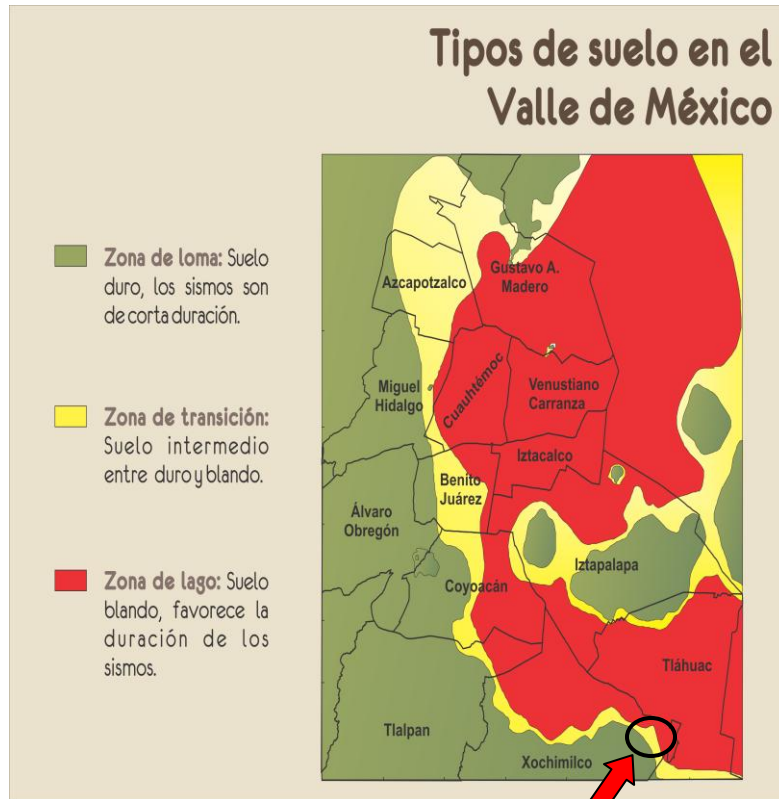 Tipos de suelo en el
Valle de México
Zona de loma: Suelo
duro, los sismos son
de corta duración.
Zona de transición:
Suelo intermedio
entre duro y blando.
Zona de lago: Suelo
blando, favorece la
duración de los
sismos.
Azcapotzalco
Gustavo A.
Madero
Miguel
Hidalgo
Cuauhtémoc
Venustiano
Carranza
Iztacalco
Benito
Juárez
Álvaro
Obregón
Iztapalapa
Coyoacán
Tláhuac
Tlalpan
Xochimilco